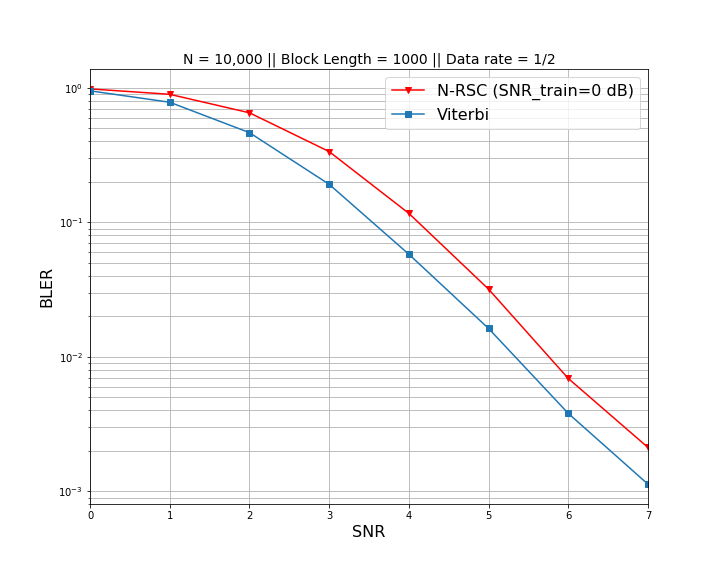 N = 10,000 || Block Length = 1000 || Data rate = 1/2
N-RSC (SNR_train=0 dB)
Viterbi
10⁰
10⁻¹
10⁻²
10⁻³
BLER
0 1 2 3 4 5 6 7
SNR